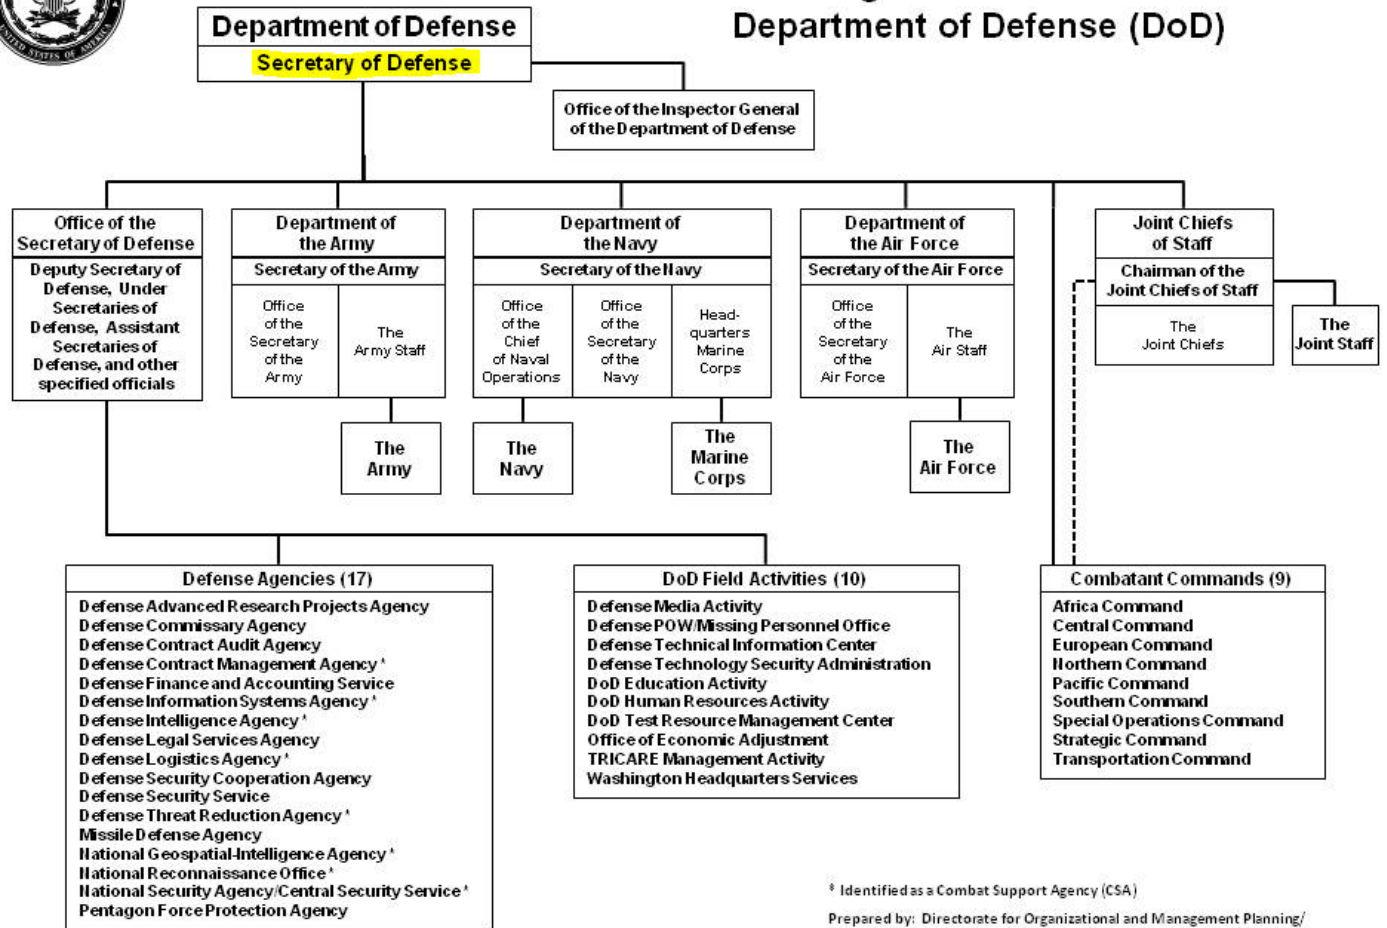 UNITED STATES OF AMERICA
Department of Defense (DoD)
Department of Defense
Secretary of Defense
Office of the Inspector General
of the Department of Defense
Office of the
Secretary of Defense
Deputy Secretary of
Defense, Under
Secretaries of
Defense, Assistant
Secretaries of
Defense, and other
specified officials
Department of
the Army
Secretary of the Army
Office
of the
Secretary
of the
Army
The
Army Staff
The
Army
Department of
the Navy
Secretary of the Navy
Office
of the
Chief
of Naval
Operations
Office
of the
Secretary
of the
Navy
Head-
quarters
Marine
Corps
The
Navy
The
Marine
Corps
Department of
the Air Force
Secretary of the Air Force
Office
of the
Secretary
of the
Air Force
The
Air Staff
The
Air Force
Joint Chiefs
of Staff
Chairman of the
Joint Chiefs of Staff
The
Joint Chiefs
The
Joint Staff
Defense Agencies (17)
Defense Advanced Research Projects Agency
Defense Commissary Agency
Defense Contract Audit Agency
Defense Contract Management Agency *
Defense Finance and Accounting Service
Defense Information Systems Agency *
Defense Intelligence Agency *
Defense Legal Services Agency
Defense Logistics Agency *
Defense Security Cooperation Agency
Defense Security Service
Defense Threat Reduction Agency *
Missile Defense Agency
National Geospatial-Intelligence Agency *
National Reconnaissance Office *
National Security Agency/Central Security Service *
Pentagon Force Protection Agency
DoD Field Activities (10)
Defense Media Activity
Defense POW/Missing Personnel Office
Defense Technical Information Center
Defense Technology Security Administration
DoD Education Activity
DoD Human Resources Activity
DoD Test Resource Management Center
Office of Economic Adjustment
TRICARE Management Activity
Washington Headquarters Services
Combatant Commands (9)
Africa Command
Central Command
European Command
Northern Command
Pacific Command
Southern Command
Special Operations Command
Strategic Command
Transportation Command
* Identified as a Combat Support Agency (CSA)
Prepared by: Directorate for Organizational and Management Planning/